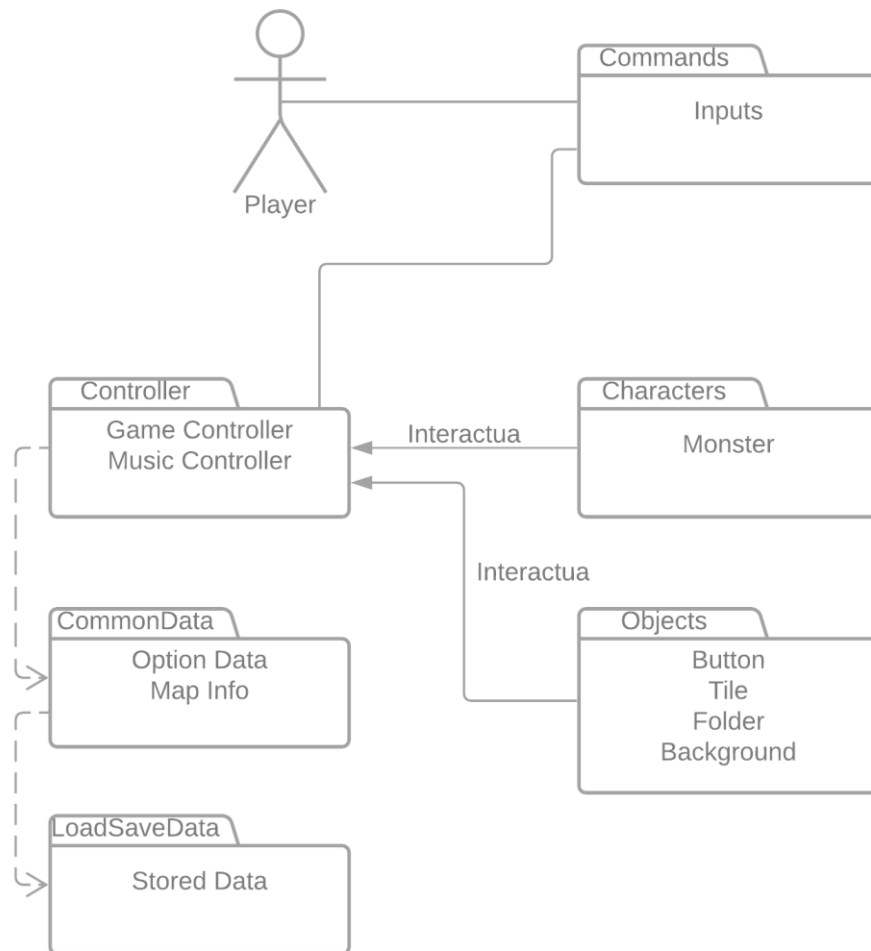 Commands
Inputs
Player
Controller
Game Controller
Music Controller
Interactua
Characters
Monster
Interactua
CommonData
Option Data
Map Info
Objects
Button
Tile
Folder
Background
LoadSaveData
Stored Data